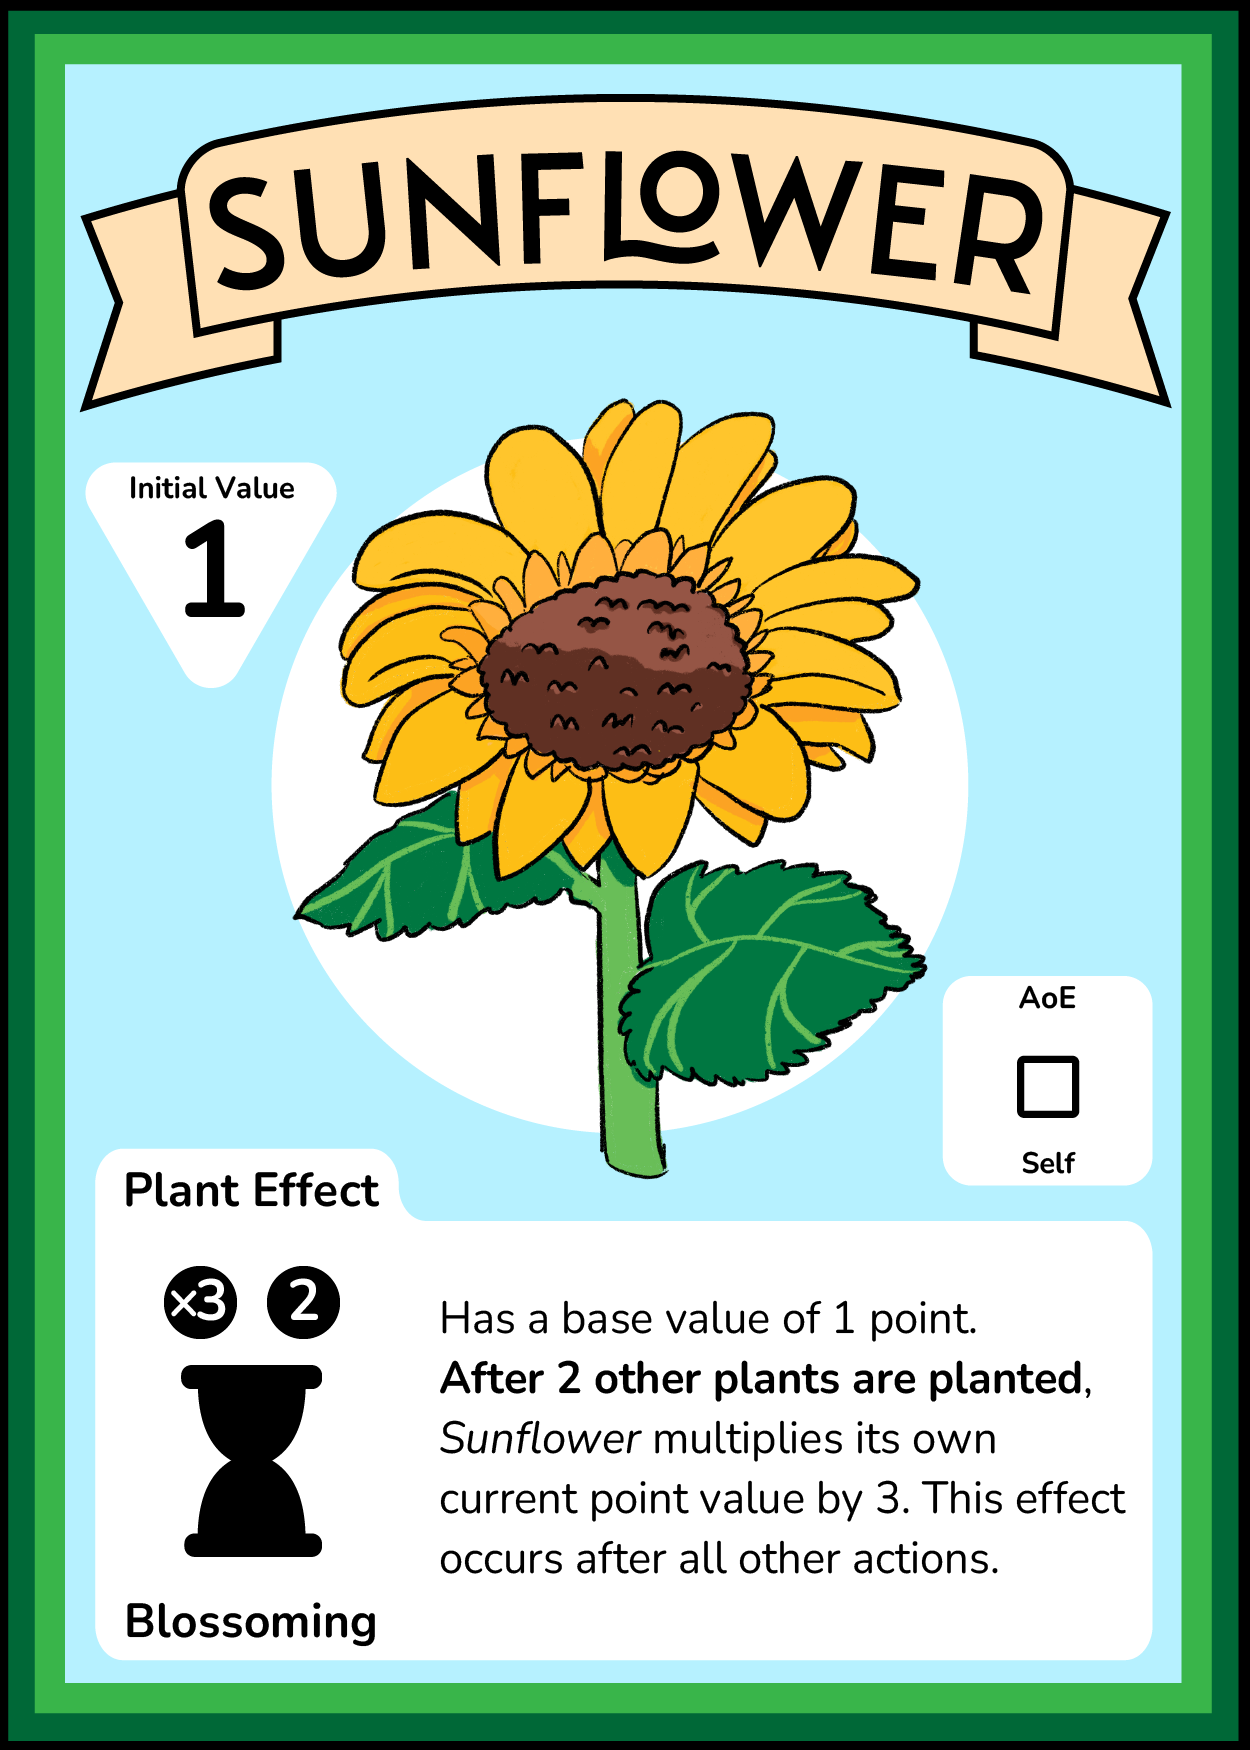 SUNFLOWER
Initial Value
1
AoE
Self
Plant Effect
x3 2
Has a base value of 1 point.
After 2 other plants are planted,
Sunflower multiplies its own
current point value by 3. This effect
occurs after all other actions.
Blossoming